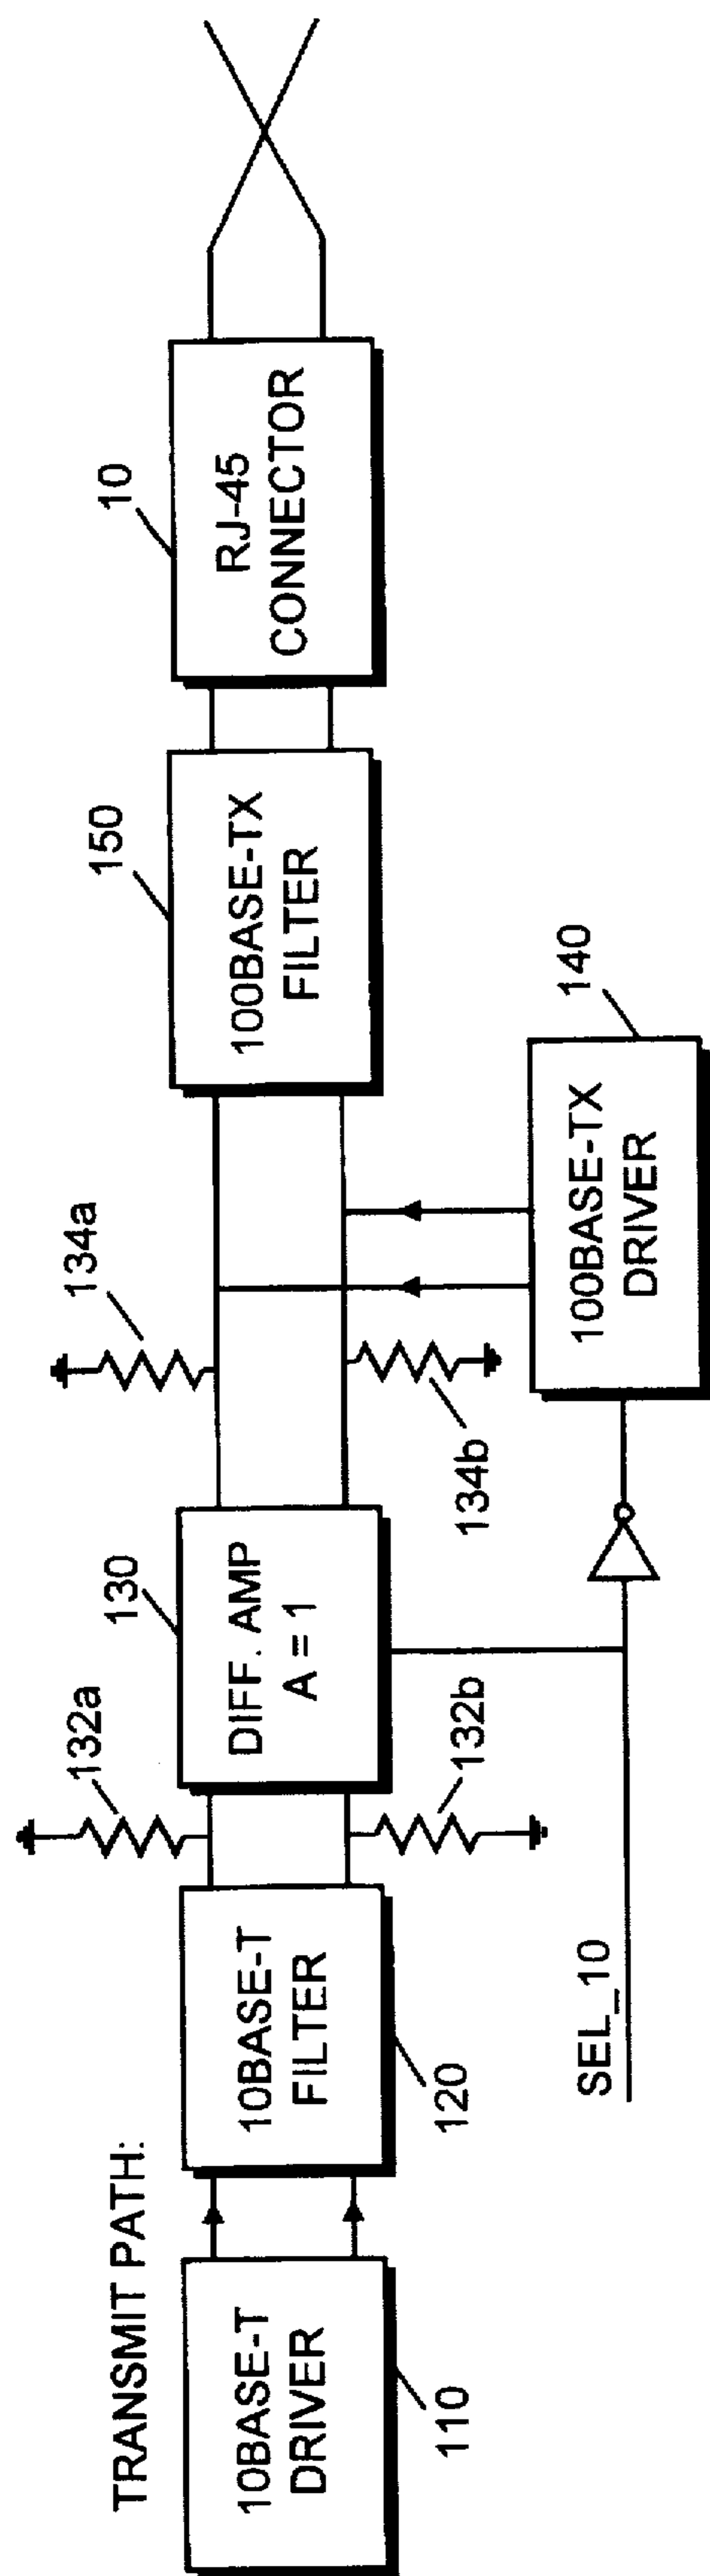 TRANSMIT PATH:
10BASE-T
DRIVER
110
10BASE-T
FILTER
120
132a
132b
130
DIFF. AMP
A = 1
134a
134b
SEL_10
100BASE-TX
DRIVER
140
150
100BASE-TX
FILTER
10
RJ-45
CONNECTOR